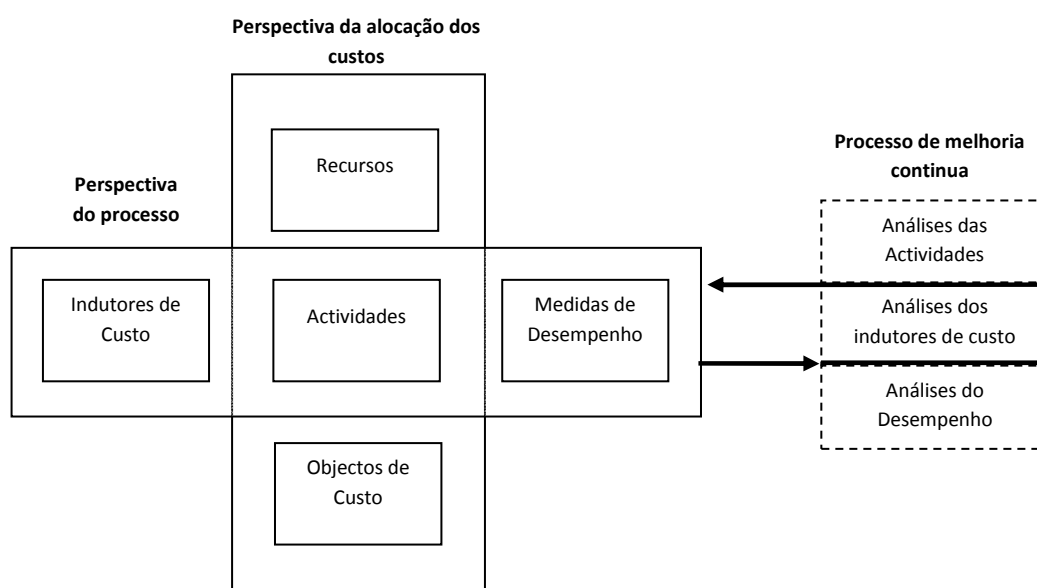 Perspectiva da alocação dos
custos
Recursos
Processo de melhoria
continua
Perspectiva
do processo
Análises das
Actividades
Indutores de
Custo
Actividades
Medidas de
Desempenho
Análises dos
indutores de custo
Análises do
Desempenho
Objectos de
Custo